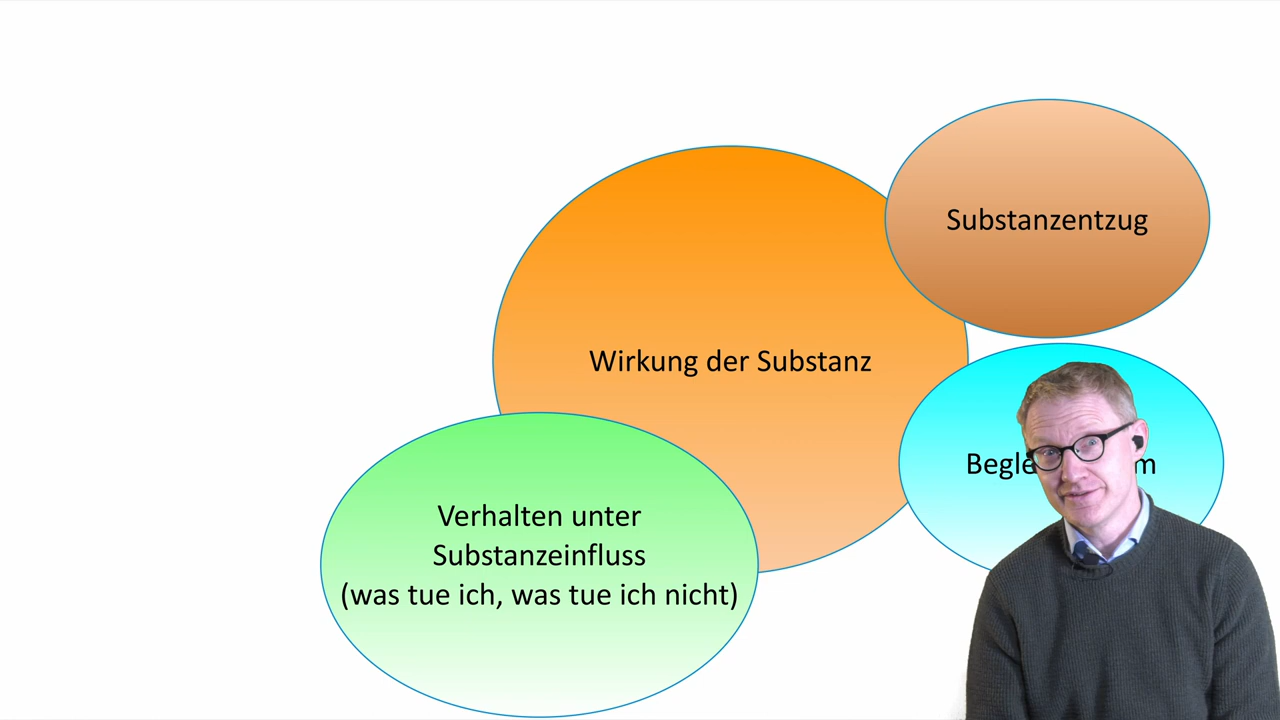 Substanzentzug
Wirkung der Substanz
Verhalten unter
Substanzeinfluss
(was tue ich, was tue ich nicht)